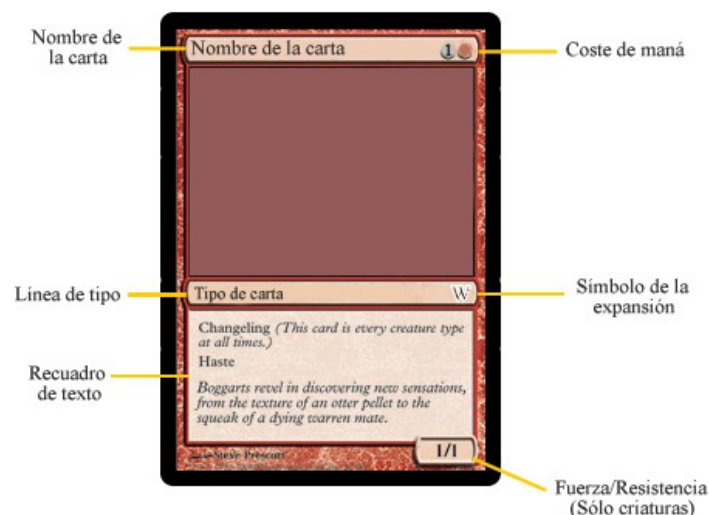 Nombre de
la carta
Nombre de la carta
1
Coste de maná
Línea de tipo
Tipo de carta
W
Símbolo de la
expansión
Recuadro
de texto
Changeling (This card is every creature type
at all times.)
Haste
Boggarts revel in discovering new sensations,
from the texture of an otter pellet to the
squeak of a dying warren mate.
Steve Prescott
1/1
Fuerza/Resistencia
(Sólo criaturas)